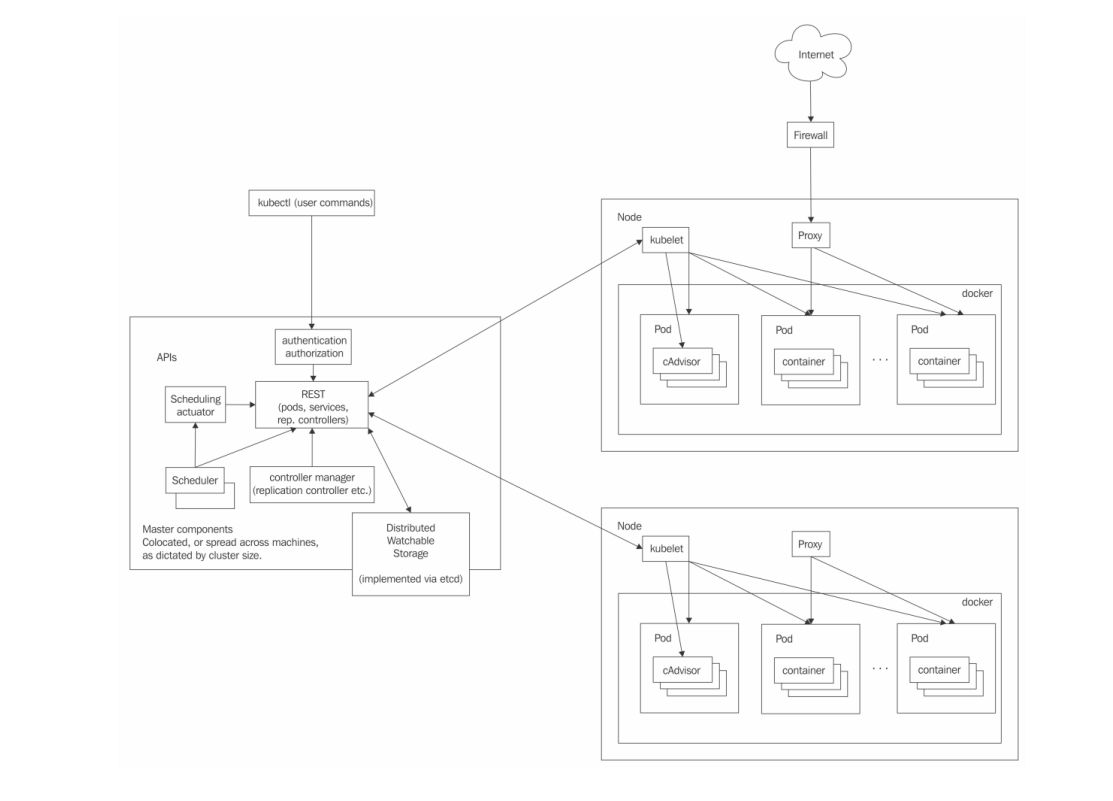 Internet
Firewall
kubectl (user commands)
Node
kubelet
Proxy
docker
Pod
cAdvisor
Pod
container
. . .
Pod
container
APIs
authentication
authorization
Scheduling
actuator
REST
(pods, services,
rep. controllers)
Scheduler
controller manager
(replication controller etc.)
Master components
Colocated, or spread across machines,
as dictated by cluster size.
Distributed
Watchable
Storage
(implemented via etcd)
Node
kubelet
Proxy
docker
Pod
cAdvisor
Pod
container
. . .
Pod
container